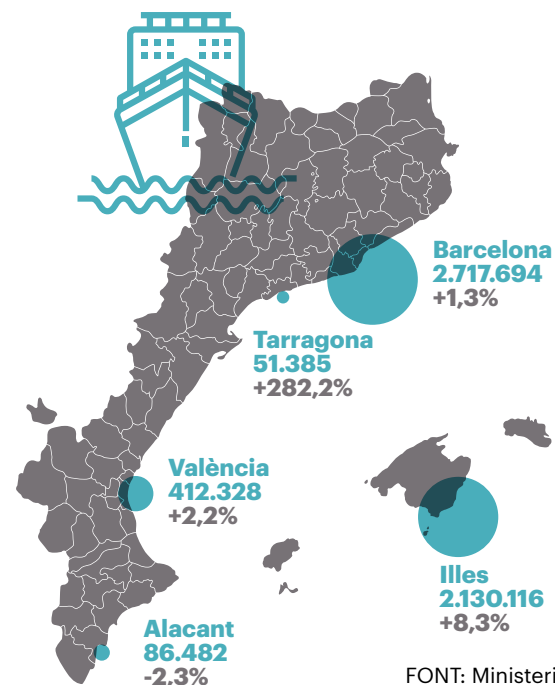 Barcelona
2.717.694
+1,3%
Tarragona
51.385
+282,2%
València
412.328
+2,2%
Illes
2.130.116
+8,3%
Alacant
86.482
-2,3%
FONT: Ministeri